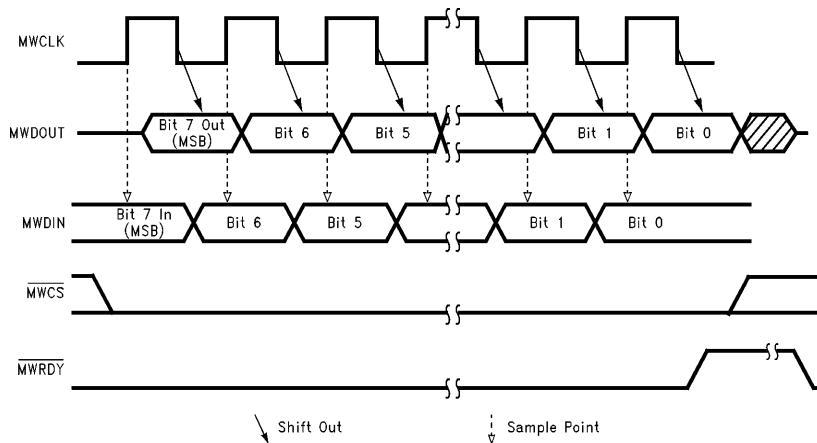 MWCLK
MWDOUT
Bit 7 Out
(MSB)
Bit 6
Bit 5
Bit 1
Bit 0
MWDIN
Bit 7 In
(MSB)
Bit 6
Bit 5
Bit 1
Bit 0
MWCS
MWRDY
Shift Out
Sample Point